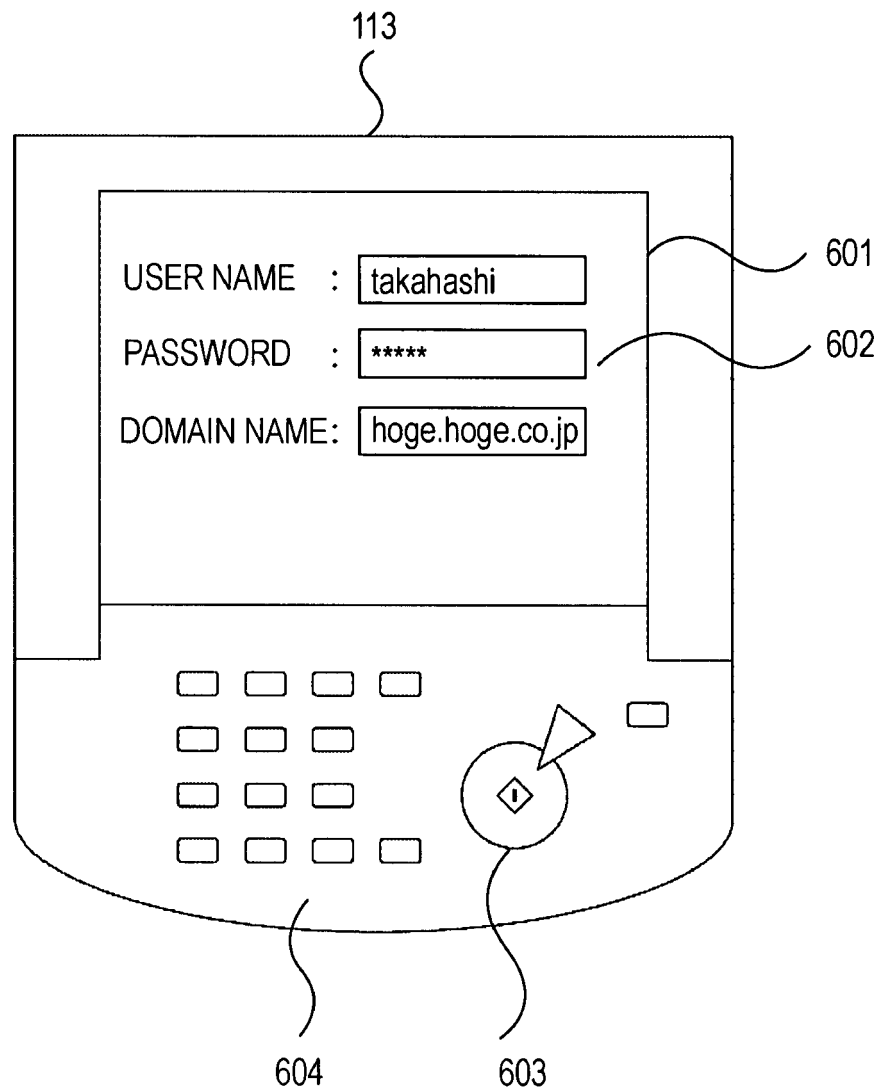 113
USER NAME : takahashi
601
PASSWORD : *****
602
DOMAIN NAME: hoge.hoge.co.jp
604
603